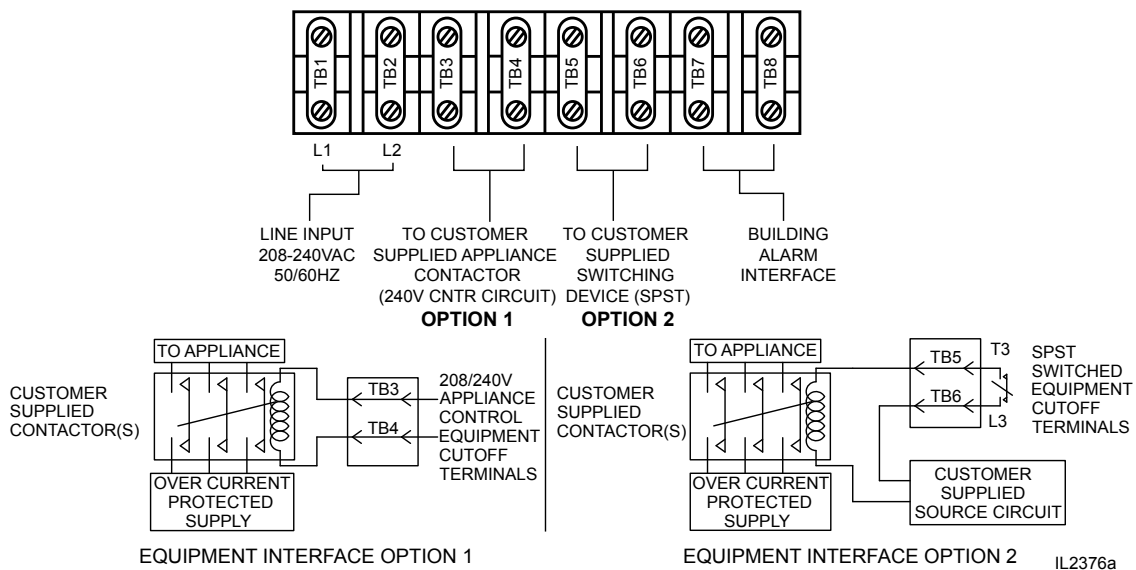 TB1 TB2 TB3 TB4 TB5 TB6 TB7 TB8
L1 L2
LINE INPUT
208-240VAC
50/60HZ
TO CUSTOMER
SUPPLIED APPLIANCE
CONTACTOR
(240V CNTR CIRCUIT)
OPTION 1
TO CUSTOMER
SUPPLIED
SWITCHING
DEVICE (SPST)
OPTION 2
BUILDING
ALARM
INTERFACE
TO APPLIANCE
CUSTOMER
SUPPLIED
CONTACTOR(S)
OVER CURRENT
PROTECTED
SUPPLY
TB3
TB4
208/240V
APPLIANCE
CONTROL
EQUIPMENT
CUTOFF
TERMINALS
EQUIPMENT INTERFACE OPTION 1
TO APPLIANCE
CUSTOMER
SUPPLIED
CONTACTOR(S)
OVER CURRENT
PROTECTED
SUPPLY
TB5
TB6
T3
L3
SPST
SWITCHED
EQUIPMENT
CUTOFF
TERMINALS
CUSTOMER
SUPPLIED
SOURCE CIRCUIT
EQUIPMENT INTERFACE OPTION 2
IL2376a